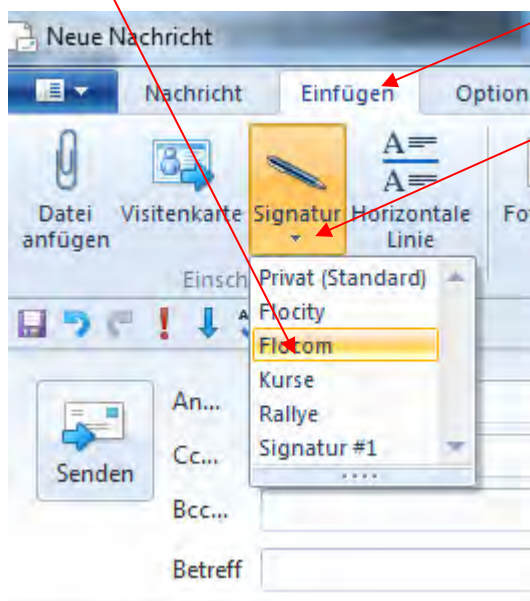 Neue Nachricht
Nachricht Einfügen Option
Datei anfügen
Visitenkarte
Signatur
Horizontale Linie
Fo
Einsch
Privat (Standard)
Flocity
Flocom
Kurse
Rallye
Signatur #1
Senden
An...
Cc...
Bcc...
Betreff